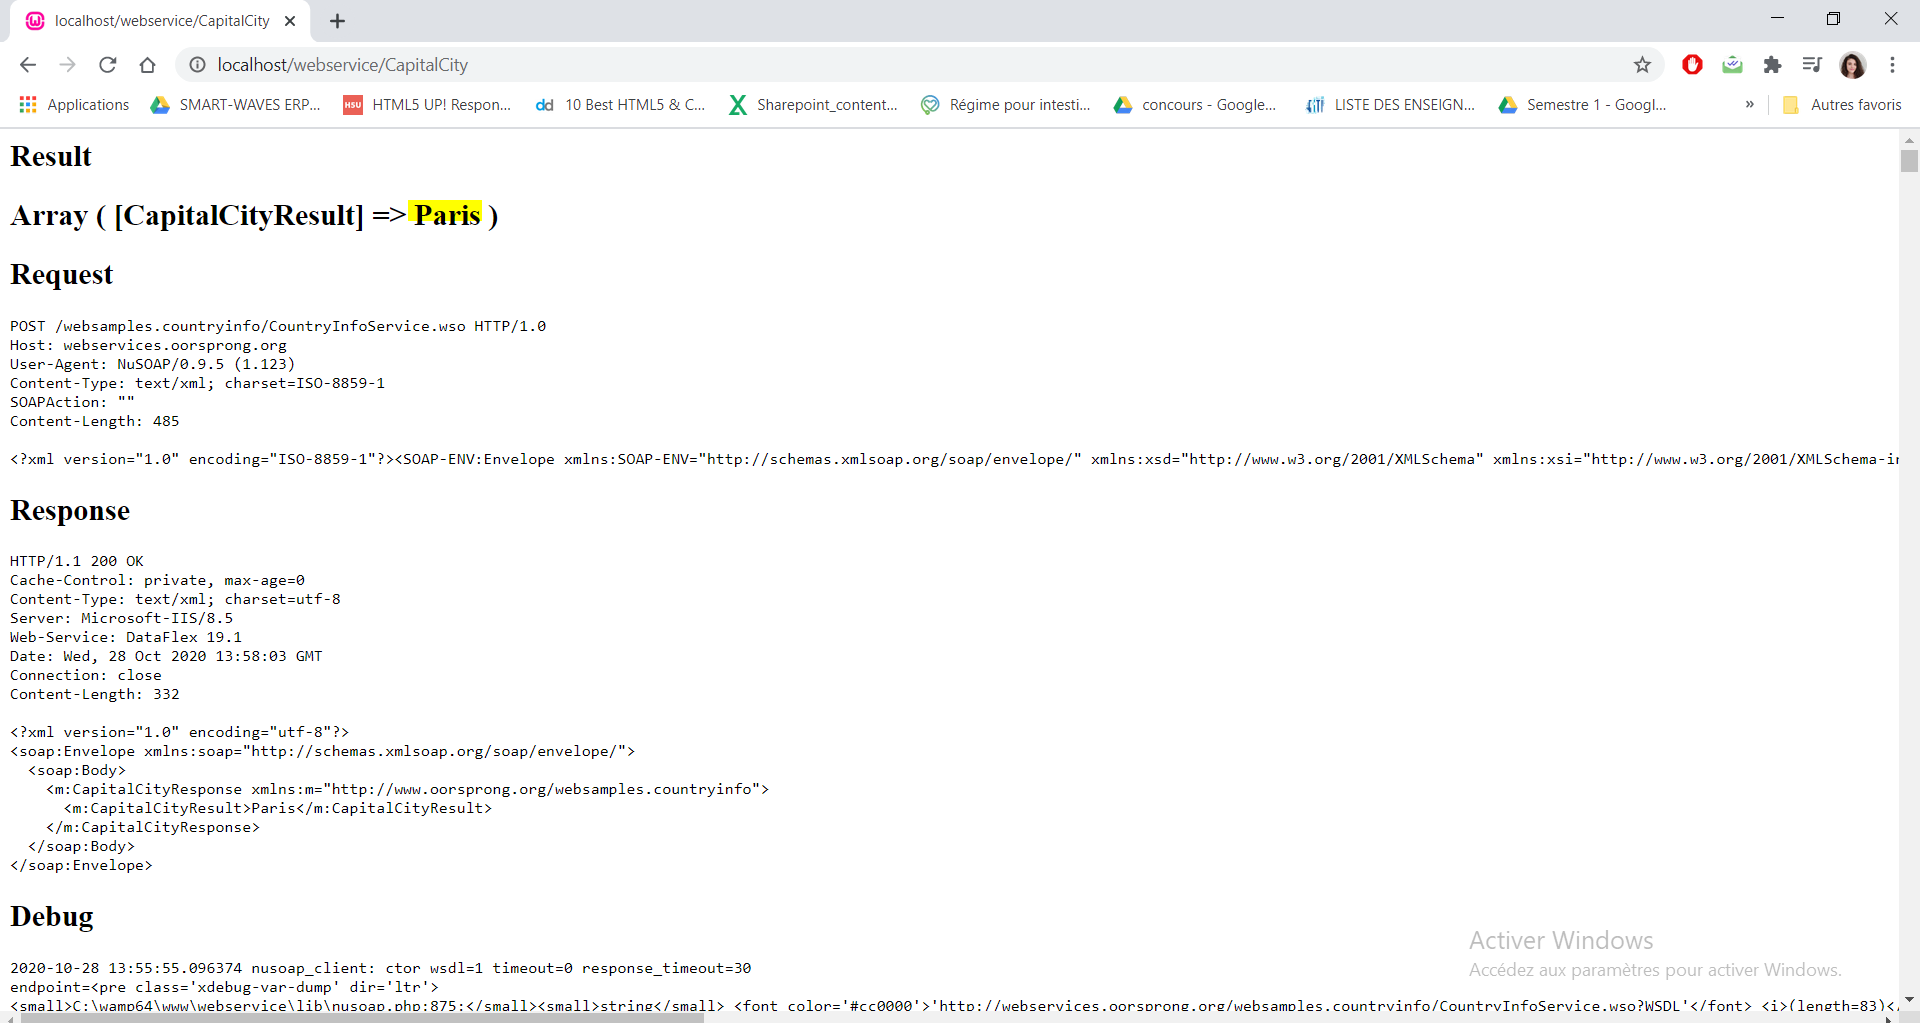 localhost/webservice/CapitalCity
localhost/webservice/CapitalCity
Applications
SMART-WAVES ERP...
HSU
HTML5 UP! Respon...
dd
10 Best HTML5 & C...
Sharepoint_content...
Régime pour intesti...
concours - Google...
LISTE DES ENSEIGN...
Semestre 1 - Googl...
»
Autres favoris
Result
Array ( [CapitalCityResult] => Paris )
Request
POST /websamples.countryinfo/CountryInfoService.wso HTTP/1.0
Host: webservices.oorsprong.org
User-Agent: NuSOAP/0.9.5 (1.123)
Content-Type: text/xml; charset=ISO-8859-1
SOAPAction: ""
Content-Length: 485
<?xml version="1.0" encoding="ISO-8859-1"?><SOAP-ENV:Envelope xmlns:SOAP-ENV="http://schemas.xmlsoap.org/soap/envelope/" xmlns:xsd="http://www.w3.org/2001/XMLSchema" xmlns:xsi="http://www.w3.org/2001/XMLSchema-in
Response
HTTP/1.1 200 OK
Cache-Control: private, max-age=0
Content-Type: text/xml; charset=utf-8
Server: Microsoft-IIS/8.5
Web-Service: DataFlex 19.1
Date: Wed, 28 Oct 2020 13:58:03 GMT
Connection: close
Content-Length: 332
<?xml version="1.0" encoding="utf-8"?>
<soap:Envelope xmlns:soap="http://schemas.xmlsoap.org/soap/envelope/">
<soap:Body>
<m:CapitalCityResponse xmlns:m="http://www.oorsprong.org/websamples.countryinfo">
<m:CapitalCityResult>Paris</m:CapitalCityResult>
</m:CapitalCityResponse>
</soap:Body>
</soap:Envelope>
Debug
2020-10-28 13:55:55.096374 nusoap_client: ctor wsdl=1 timeout=0 response_timeout=30
endpoint=<pre class='xdebug-var-dump' dir='ltr'>
<small>C:\wamp64\www\webservice\lib\nusoap.php:875:</small><small>string</small> <font color='#cc0000'>'http://webservices.oorsprong.org/websamples.countryinfo/CountryInfoService.wso?WSDL'</font> <i>(length=83)</
Activer Windows
Accédez aux paramètres pour activer Windows.